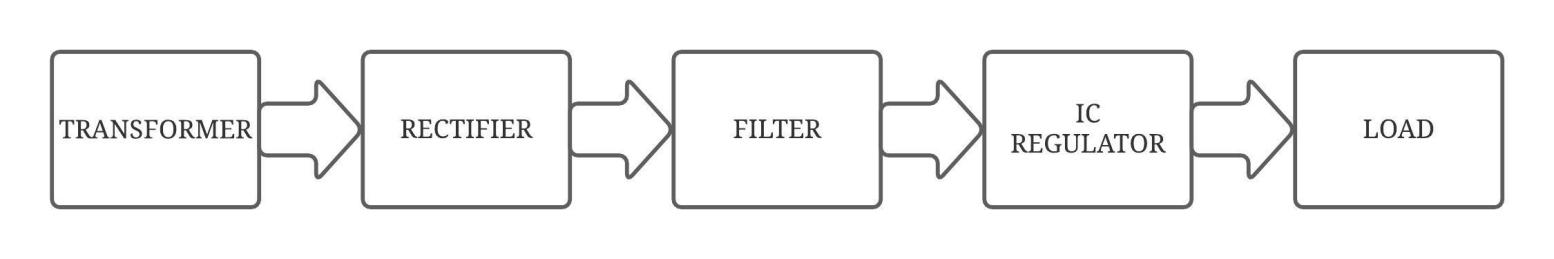 TRANSFORMER
RECTIFIER
FILTER
IC
REGULATOR
LOAD